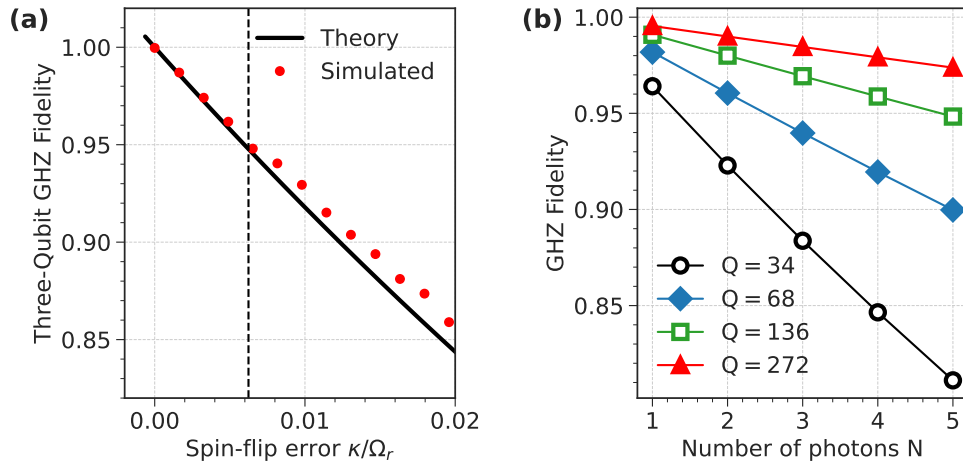 (a)
Three-Qubit GHZ Fidelity
1.00
0.95
0.90
0.85
Theory
Simulated
0.00
0.01
0.02
Spin-flip error κ/Ωᵣ
(b)
GHZ Fidelity
1.00
0.95
0.90
0.85
Q = 34
Q = 68
Q = 136
Q = 272
1
2
3
4
5
Number of photons N